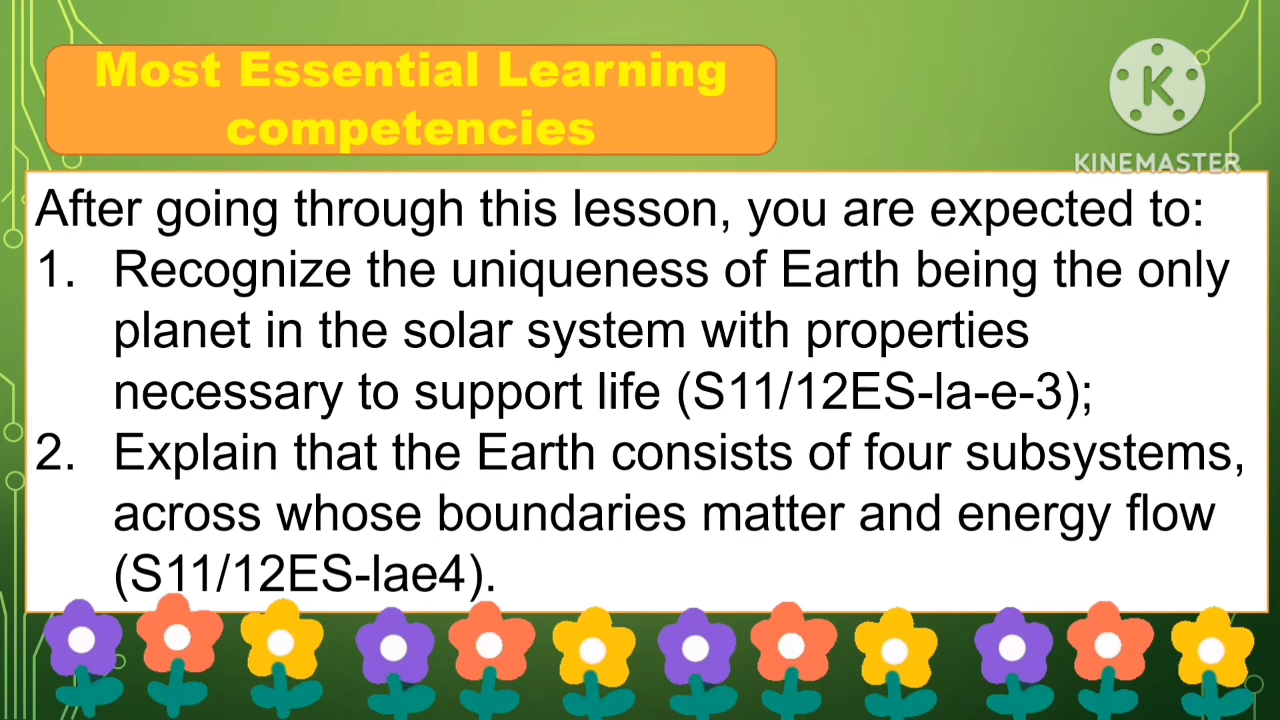 Most Essential Learning
competencies
K
KINEMASTER
After going through this lesson, you are expected to:
1. Recognize the uniqueness of Earth being the only
planet in the solar system with properties
necessary to support life (S11/12ES-la-e-3);
2. Explain that the Earth consists of four subsystems,
across whose boundaries matter and energy flow
(S11/12ES-lae4).